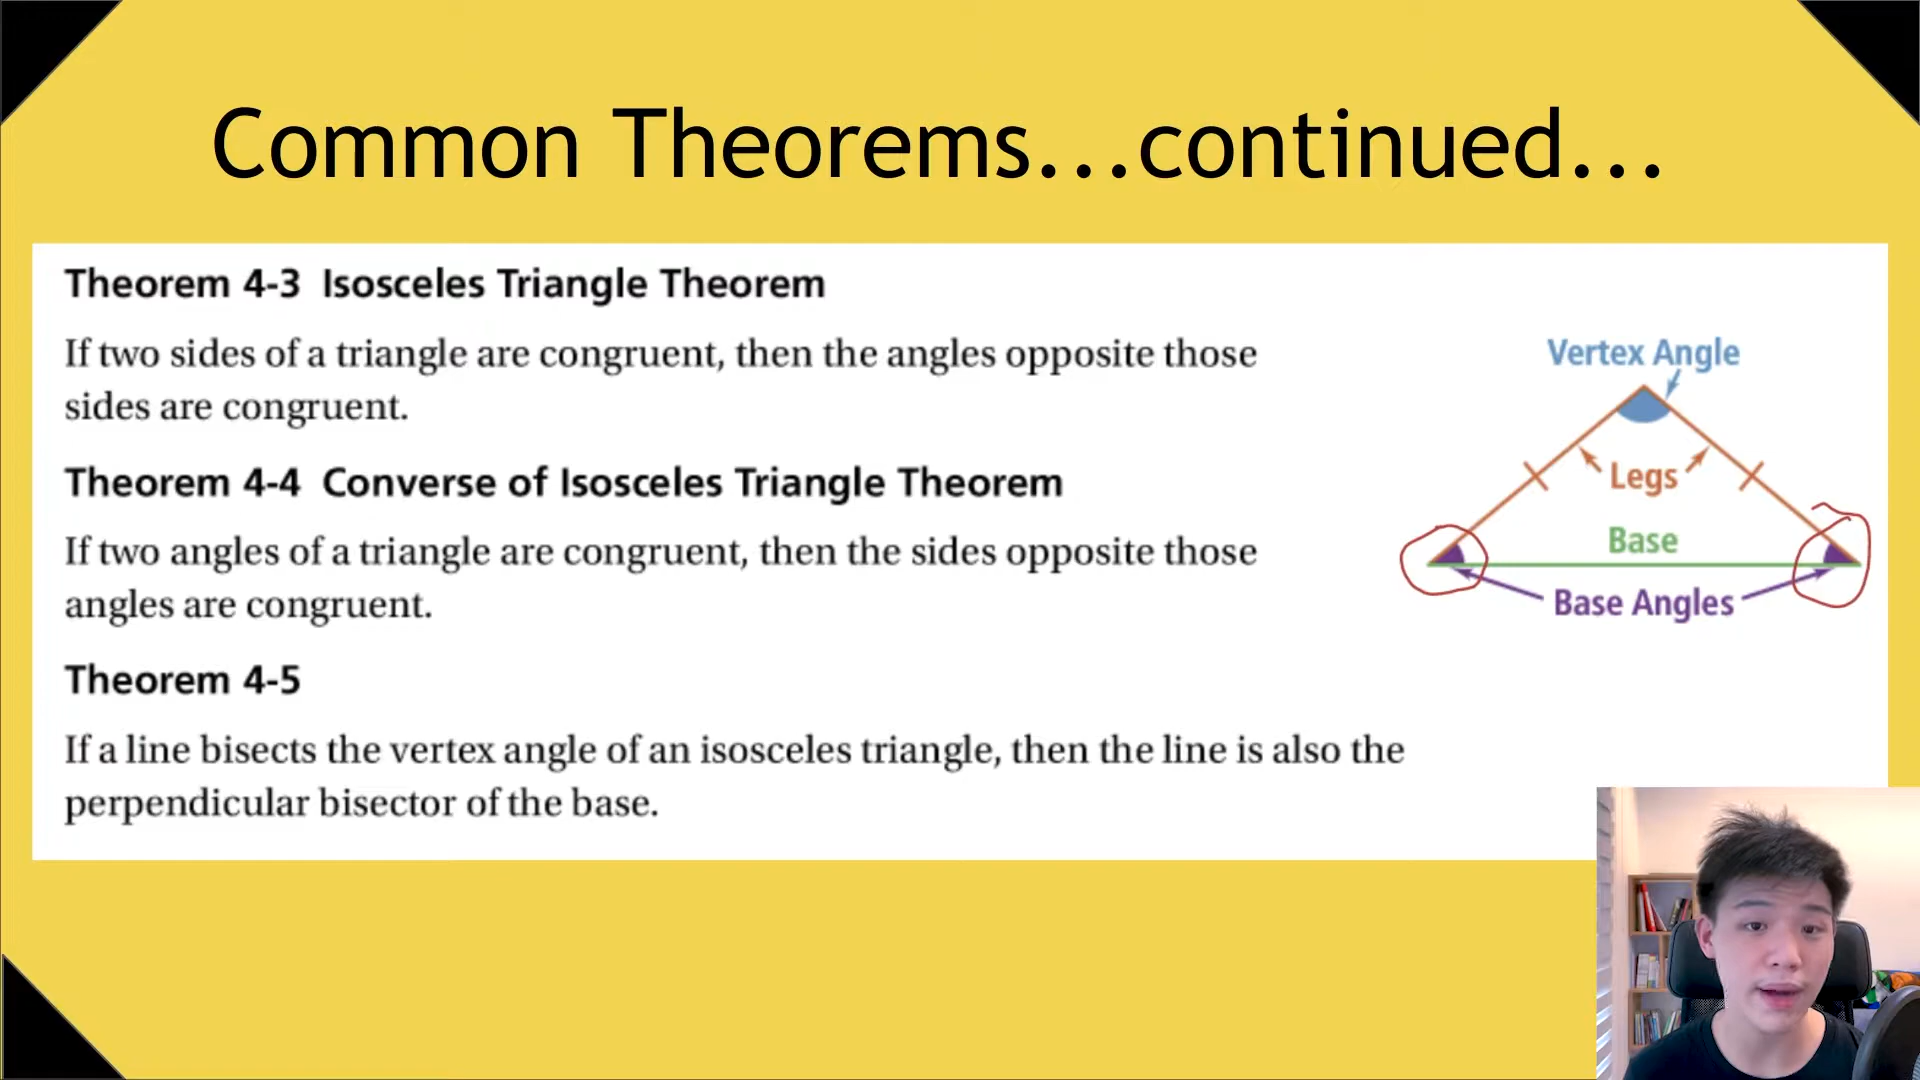 Common Theorems...continued...
Theorem 4-3 Isosceles Triangle Theorem
If two sides of a triangle are congruent, then the angles opposite those
sides are congruent.
Theorem 4-4 Converse of Isosceles Triangle Theorem
If two angles of a triangle are congruent, then the sides opposite those
angles are congruent.
Theorem 4-5
If a line bisects the vertex angle of an isosceles triangle, then the line is also the
perpendicular bisector of the base.
Vertex Angle
Legs
Base
Base Angles